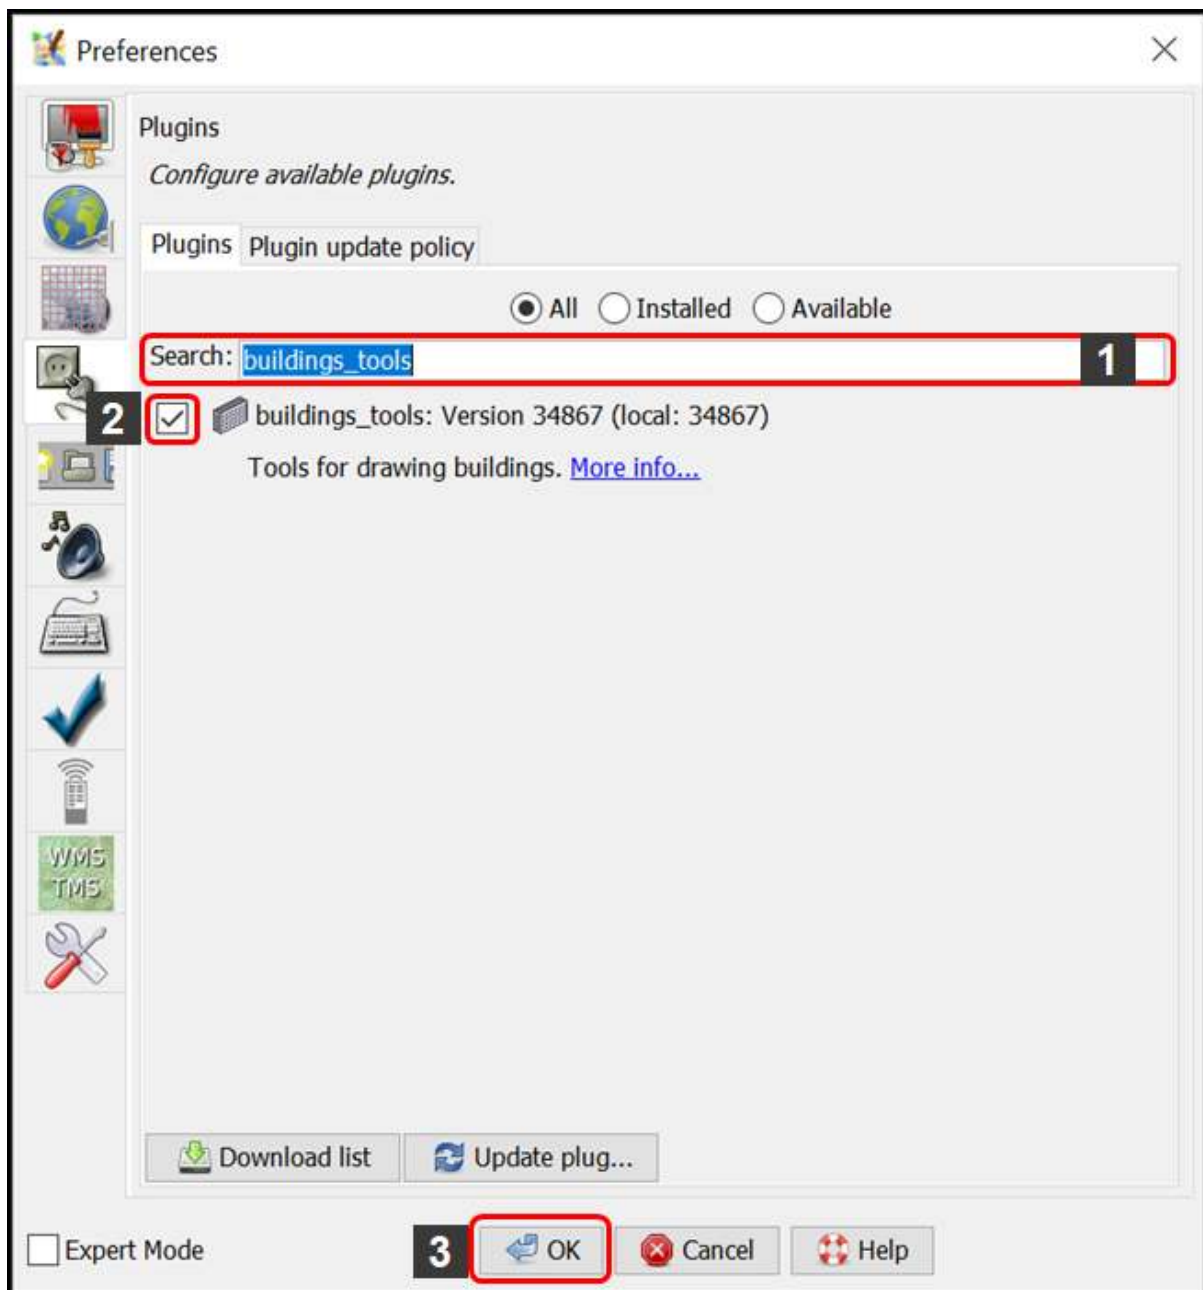 Preferences
Plugins
Configure available plugins.
Plugins Plugin update policy
All Installed Available
Search: buildings_tools 1
2 buildings_tools: Version 34867 (local: 34867)
Tools for drawing buildings. More info...
WMS
TMS
Download list Update plug...
Expert Mode 3 OK Cancel Help